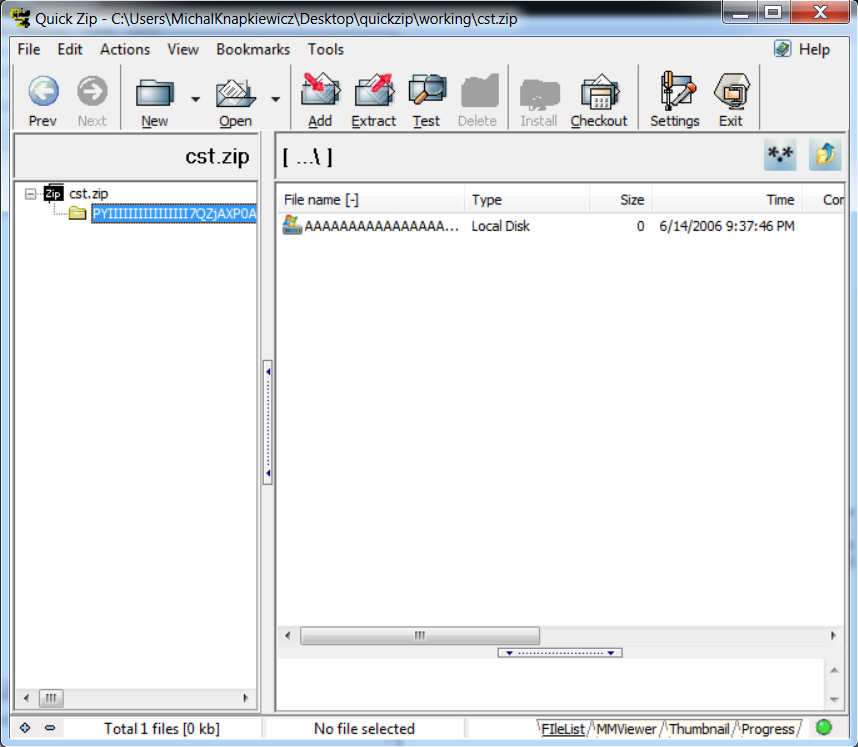 Quick Zip - C:\Users\MichalKnapkiewicz\Desktop\quickzip\working\cst.zip
File Edit Actions View Bookmarks Tools Help
Prev Next New Open Add Extract Test Delete Install Checkout Settings Exit
cst.zip
[ ...\ ]
*.*
Zip cst.zip
File name [-] Type Size Time Cor
AAAAAAAAAAAAAAAA... Local Disk 0 6/14/2006 9:37:46 PM
Total 1 files [0 kb] No file selected FIleList MMViewer Thumbnail Progress